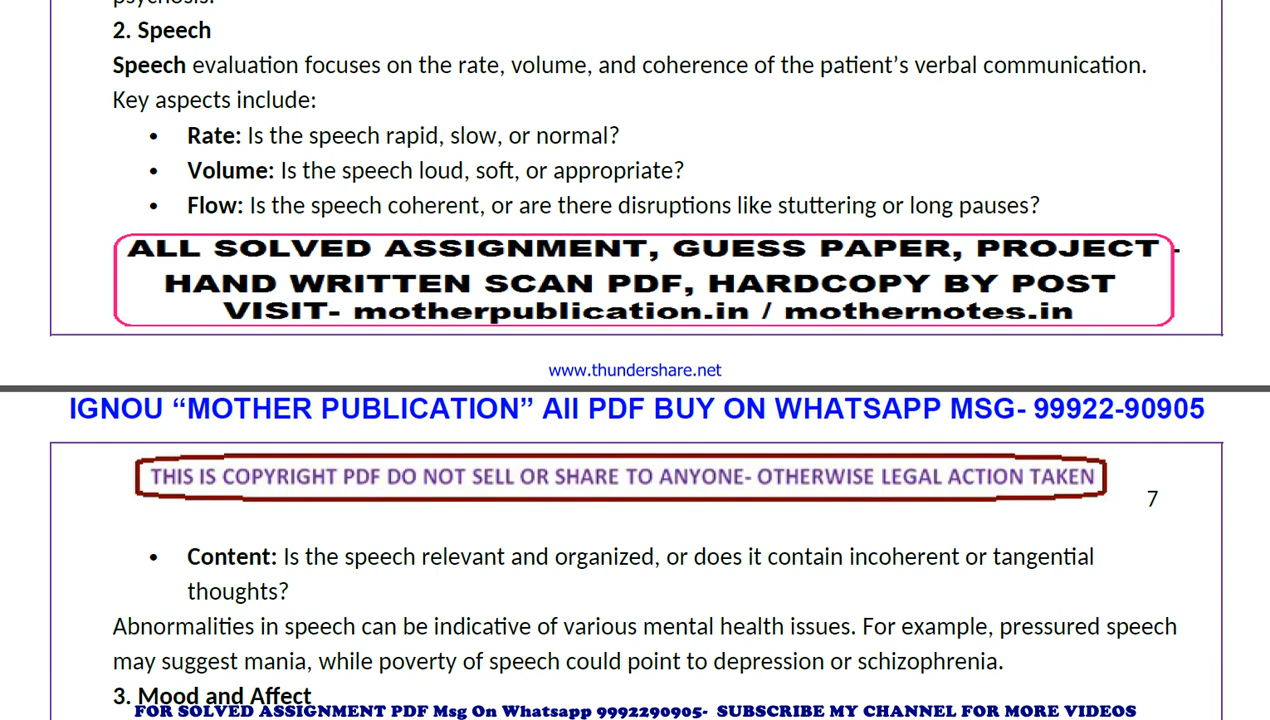 psychosis.
2. Speech
Speech evaluation focuses on the rate, volume, and coherence of the patient’s verbal communication.
Key aspects include:
• Rate: Is the speech rapid, slow, or normal?
• Volume: Is the speech loud, soft, or appropriate?
• Flow: Is the speech coherent, or are there disruptions like stuttering or long pauses?
ALL SOLVED ASSIGNMENT, GUESS PAPER, PROJECT -
HAND WRITTEN SCAN PDF, HARDCOPY BY POST
VISIT- motherpublication.in / mothernotes.in
www.thundershare.net
IGNOU “MOTHER PUBLICATION” All PDF BUY ON WHATSAPP MSG- 99922-90905
THIS IS COPYRIGHT PDF DO NOT SELL OR SHARE TO ANYONE- OTHERWISE LEGAL ACTION TAKEN
7
• Content: Is the speech relevant and organized, or does it contain incoherent or tangential
thoughts?
Abnormalities in speech can be indicative of various mental health issues. For example, pressured speech
may suggest mania, while poverty of speech could point to depression or schizophrenia.
3. Mood and Affect
FOR SOLVED ASSIGNMENT PDF Msg On Whatsapp 9992290905- SUBSCRIBE MY CHANNEL FOR MORE VIDEOS